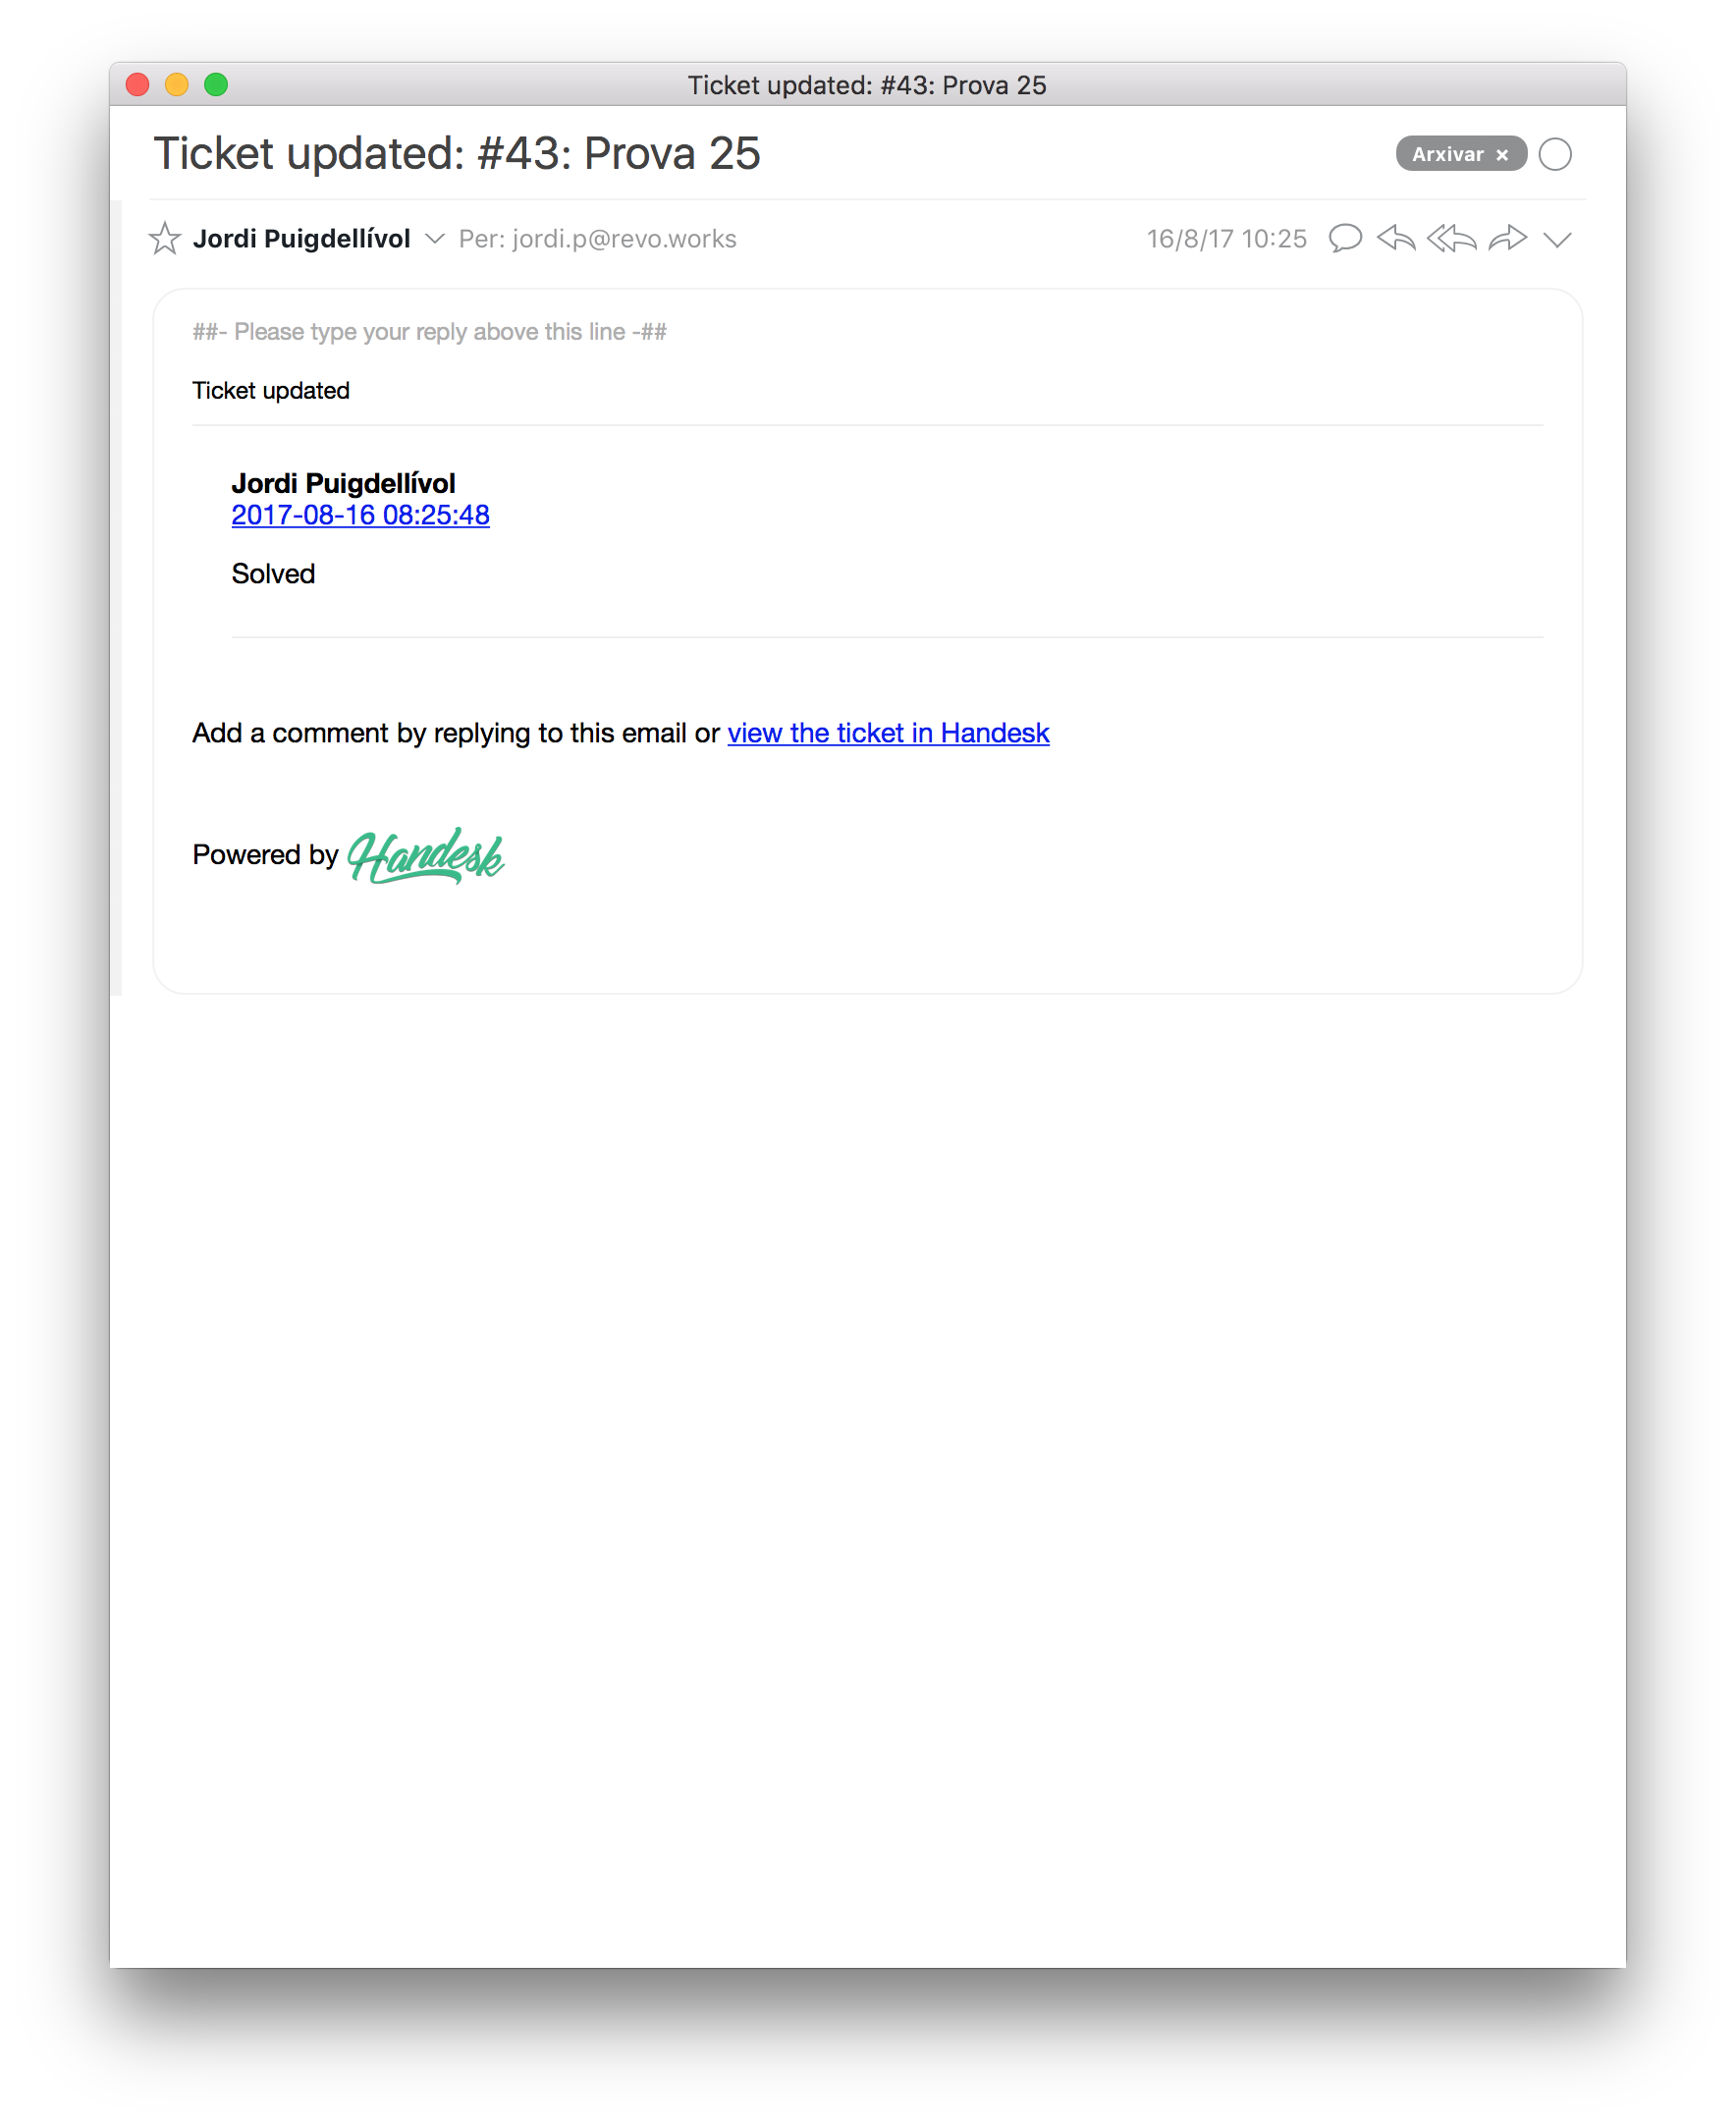 Ticket updated: #43: Prova 25
Ticket updated: #43: Prova 25
Arxivar ×
Jordi Puigdellívol Per: jordi.p@revo.works 16/8/17 10:25
##- Please type your reply above this line -##
Ticket updated
Jordi Puigdellívol
2017-08-16 08:25:48
Solved
Add a comment by replying to this email or view the ticket in Handesk
Powered by Handesk